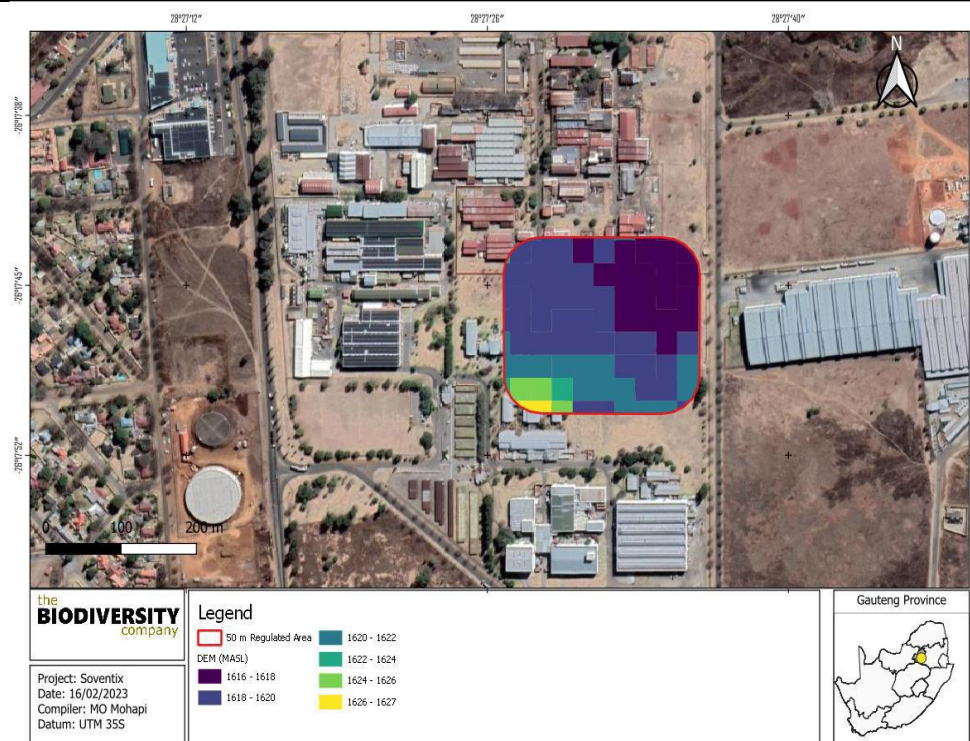 28°27'12"
28°27'26"
28°27'40"
N
-26°17'38"
-26°17'45"
-26°17'52"
0 100 200 m
the
BIODIVERSITY
company
Project: Soventix
Date: 16/02/2023
Compiler: MO Mohapi
Datum: UTM 35S
Legend
50 m Regulated Area
DEM (MASL)
1616 - 1618
1618 - 1620
1620 - 1622
1622 - 1624
1624 - 1626
1626 - 1627
Gauteng Province